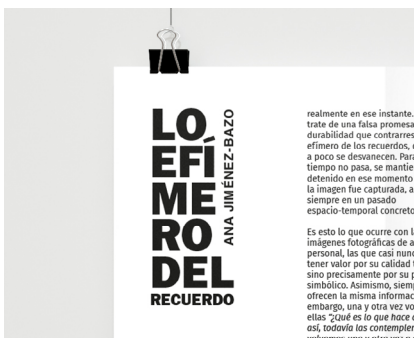 LO
EFÍ
ME
RO
DEL
RECUERDO
ANA JIMÉNEZ-BAZO
realmente en ese instante.
trate de una falsa promesa
durabilidad que contrarres
efímero de los recuerdos,
a poco se desvanecen. Para
tiempo no pasa, se mantie
detenido en ese momento
la imagen fue capturada, a
siempre en un pasado
espacio-temporal concreto
Es esto lo que ocurre con l
imágenes fotográficas de a
personal, las que casi nunc
tener valor por su calidad t
sino precisamente por su p
simbólico. Asimismo, siemp
ofrecen la misma informac
embargo, una y otra vez vo
ellas "¿Qué es lo que hace
así, todavía las contemplen